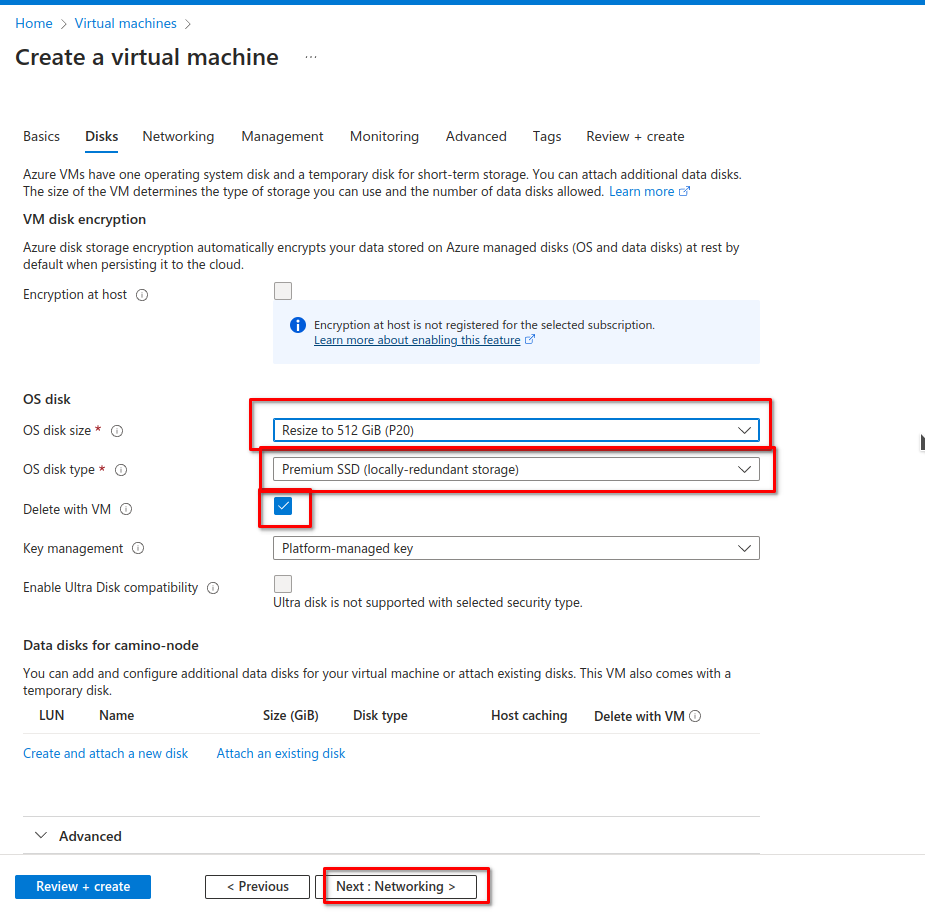 Home > Virtual machines >
Create a virtual machine ...
Basics Disks Networking Management Monitoring Advanced Tags Review + create
Azure VMs have one operating system disk and a temporary disk for short-term storage. You can attach additional data disks.
The size of the VM determines the type of storage you can use and the number of data disks allowed. Learn more
VM disk encryption
Azure disk storage encryption automatically encrypts your data stored on Azure managed disks (OS and data disks) at rest by
default when persisting it to the cloud.
Encryption at host
Encryption at host is not registered for the selected subscription.
Learn more about enabling this feature
OS disk
OS disk size * Resize to 512 GiB (P20)
OS disk type * Premium SSD (locally-redundant storage)
Delete with VM
Key management Platform-managed key
Enable Ultra Disk compatibility
Ultra disk is not supported with selected security type.
Data disks for camino-node
You can add and configure additional data disks for your virtual machine or attach existing disks. This VM also comes with a
temporary disk.
LUN Name Size (GiB) Disk type Host caching Delete with VM
Create and attach a new disk Attach an existing disk
Advanced
Review + create < Previous Next : Networking >